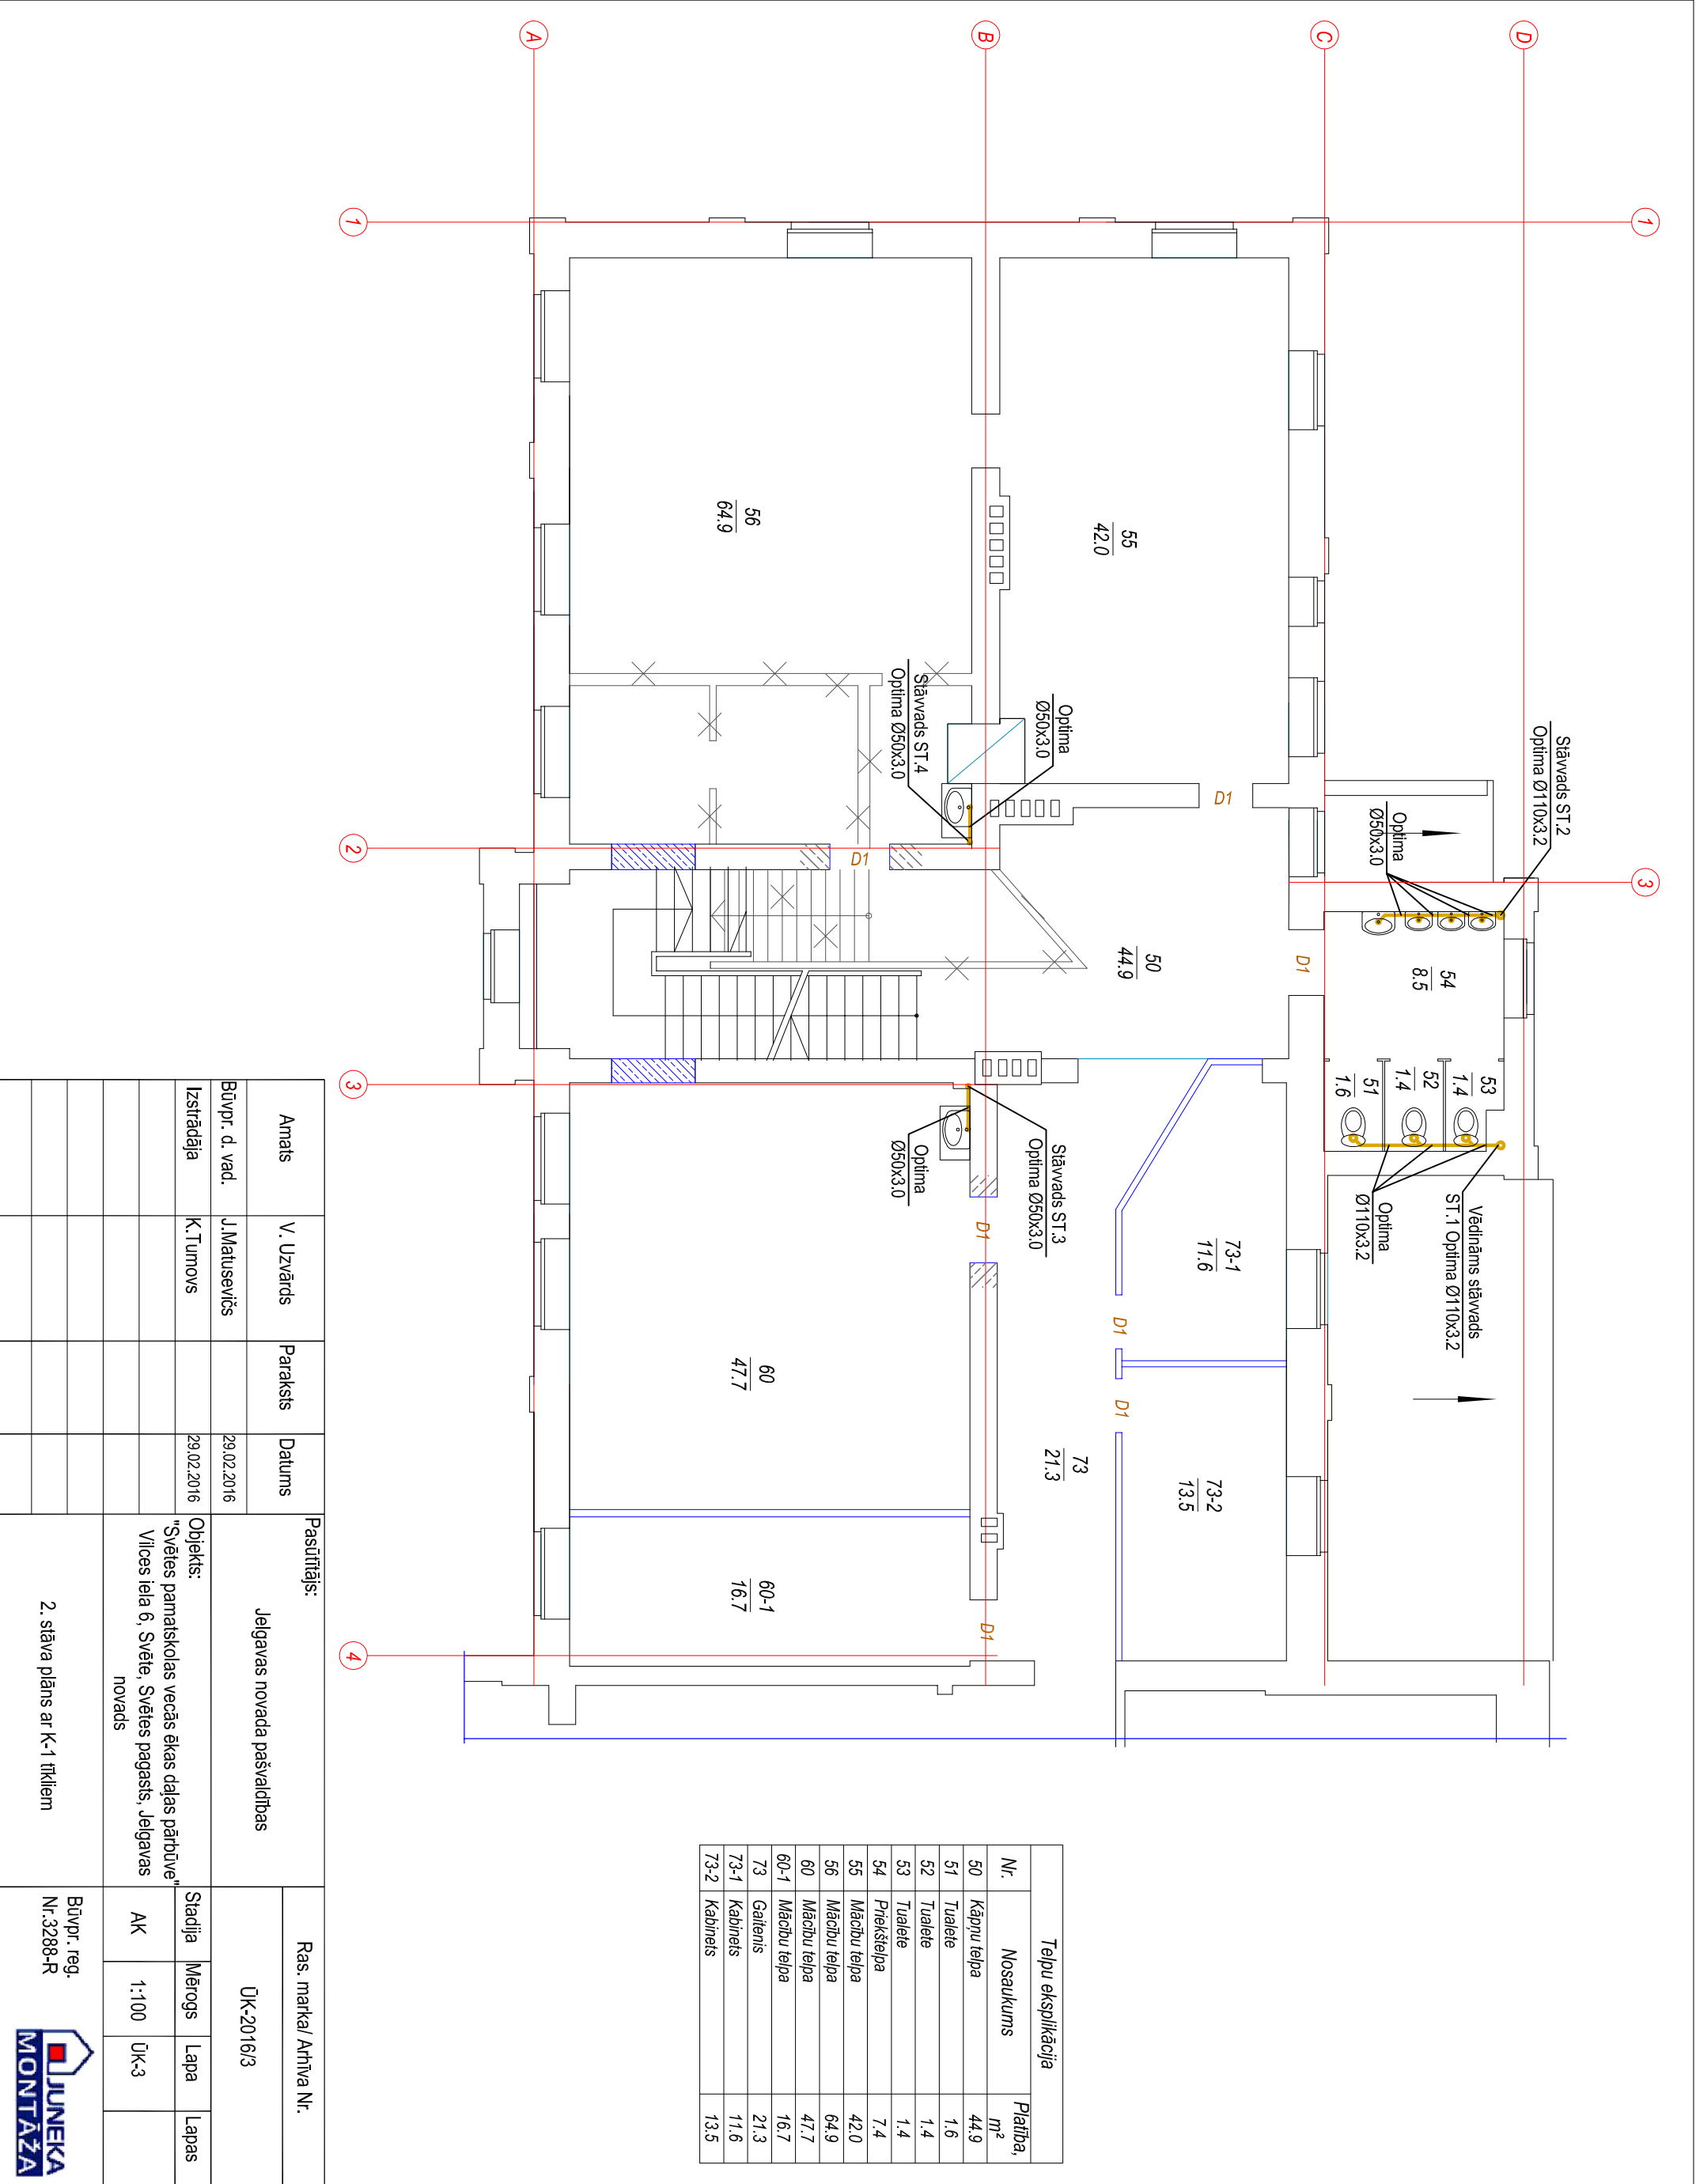 A
B
C
D
1
1
2
3
3
4
Stāvvads ST.2
Optima Ø110x3.2
Optima
Ø50x3.0
Vēdināms stāvvads
ST.1 Optima Ø110x3.2
Optima
Ø110x3.2
Optima
Ø50x3.0
Stāvvads ST.4
Optima Ø50x3.0
Stāvvads ST.3
Optima Ø50x3.0
Optima
Ø50x3.0
54
8.5
53
1.4
52
1.4
51
1.6
55
42.0
56
64.9
50
44.9
73-1
11.6
73-2
13.5
73
21.3
60
47.7
60-1
16.7
D1
D1
D1
D1
D1
D1
D1
Telpu eksplikācija
Nr. Nosaukums Platība, m²
50 Kāpņu telpa 44.9
51 Tualete 1.6
52 Tualete 1.4
53 Tualete 1.4
54 Priekštelpa 7.4
55 Mācību telpa 42.0
56 Mācību telpa 64.9
60 Mācību telpa 47.7
60-1 Mācību telpa 16.7
73 Gaitenis 21.3
73-1 Kabinets 11.6
73-2 Kabinets 13.5
Amats V. Uzvārds Paraksts Datums
Būvpr. d. vad. J.Matusevičs 29.02.2016
Izstrādāja K.Tumovs 29.02.2016
Pasūtītājs:
Jelgavas novada pašvaldības
Objekts:
"Svētes pamatskolas vecās ēkas daļas pārbūve"
Vilces iela 6, Svēte, Svētes pagasts, Jelgavas
novads
2. stāva plāns ar K-1 tīkliem
Ras. marka/ Arhīva Nr.
ŪK-2016/3
Stadija Mērogs Lapa Lapas
AK 1:100 ŪK-3
Būvpr. reg.
Nr.3288-R
JUNEKA
MONTĀŽA